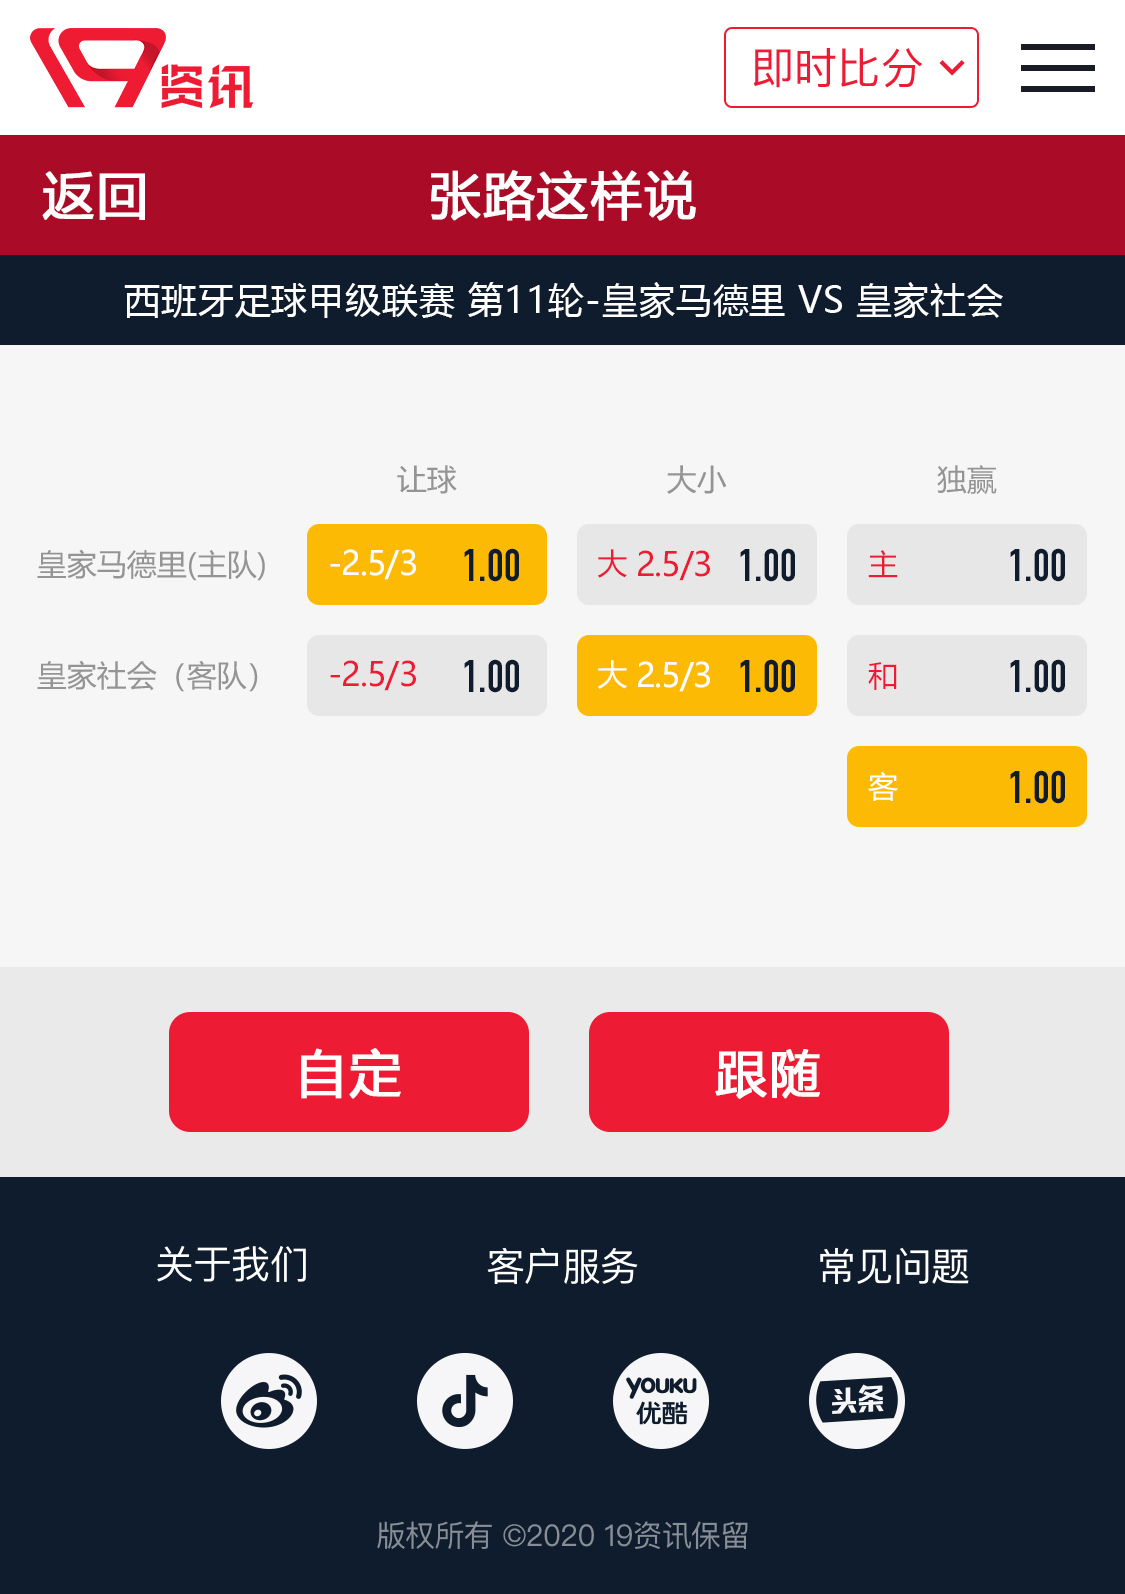 19资讯
即时比分
返回 张路这样说
西班牙足球甲级联赛 第11轮-皇家马德里 VS 皇家社会
让球 大小 独赢
皇家马德里(主队) -2.5/3 1.00 大 2.5/3 1.00 主 1.00
皇家社会（客队） -2.5/3 1.00 大 2.5/3 1.00 和 1.00
客 1.00
自定 跟随
关于我们 客户服务 常见问题
YOUKU
优酷
头条
版权所有 ©2020 19资讯保留